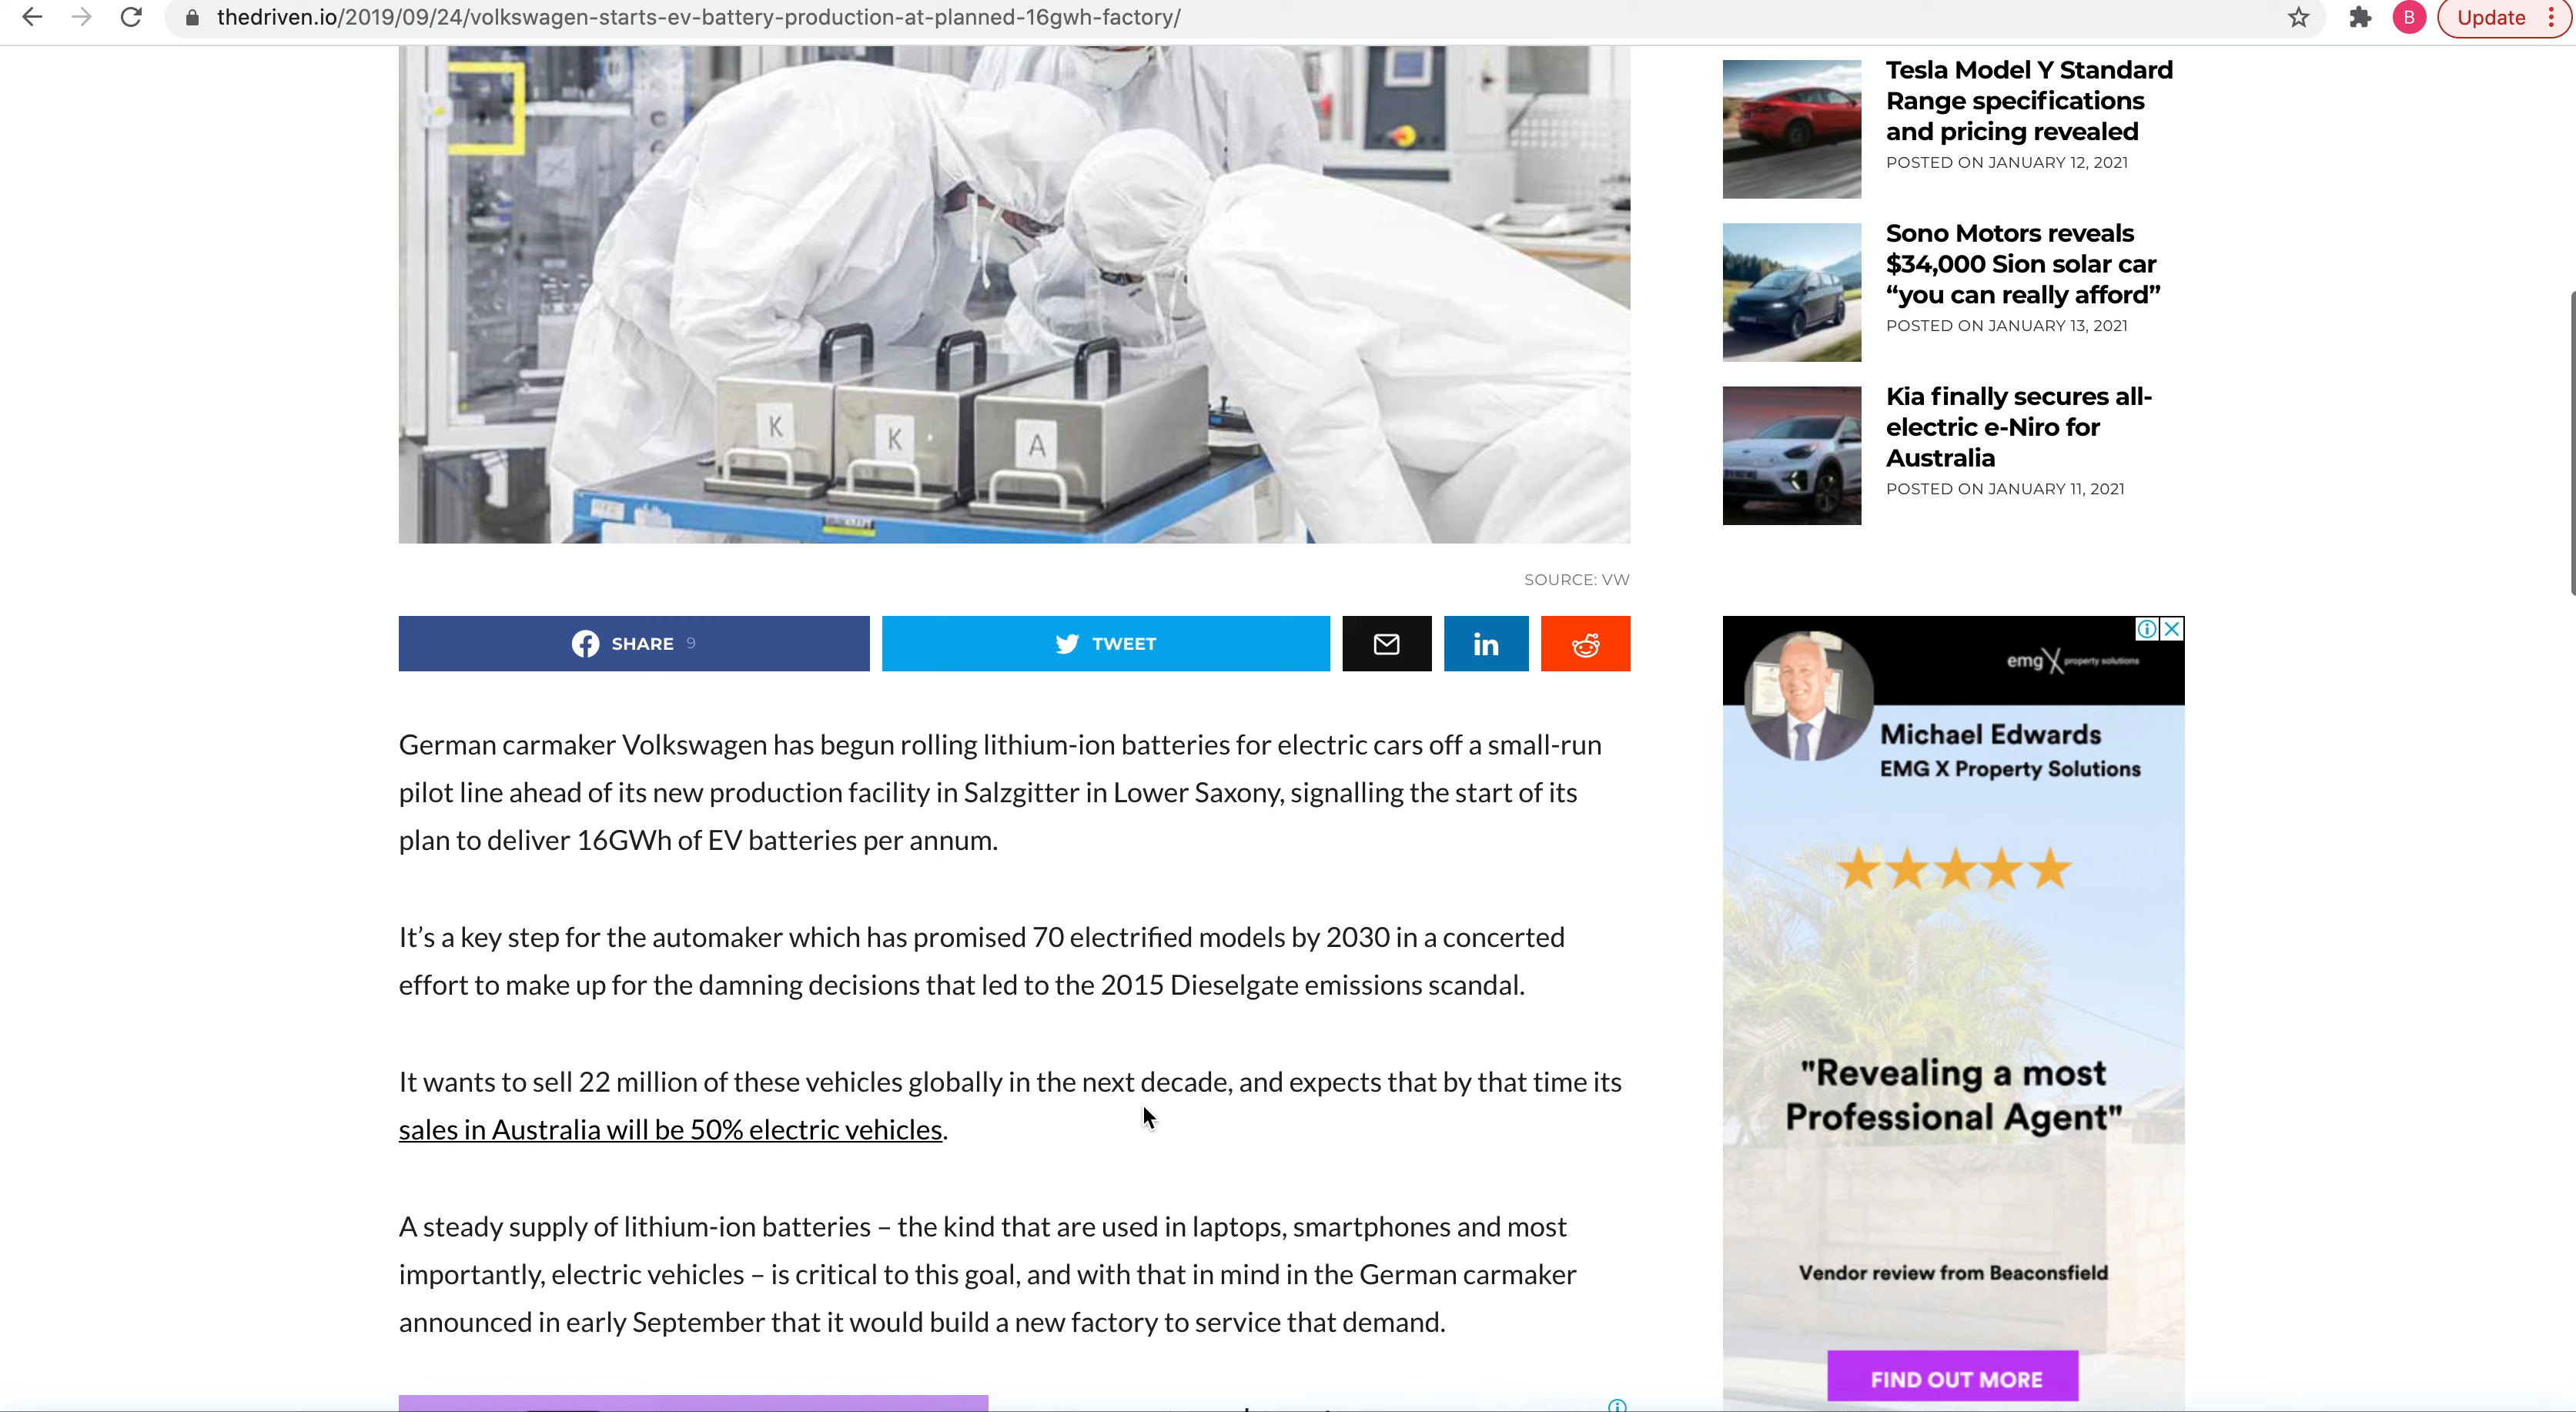 thedriven.io/2019/09/24/volkswagen-starts-ev-battery-production-at-planned-16gwh-factory/
B
Update
K
K
A
SOURCE: VW
SHARE 9
TWEET
in
German carmaker Volkswagen has begun rolling lithium-ion batteries for electric cars off a small-run
pilot line ahead of its new production facility in Salzgitter in Lower Saxony, signalling the start of its
plan to deliver 16GWh of EV batteries per annum.
It’s a key step for the automaker which has promised 70 electrified models by 2030 in a concerted
effort to make up for the damning decisions that led to the 2015 Dieselgate emissions scandal.
It wants to sell 22 million of these vehicles globally in the next decade, and expects that by that time its
sales in Australia will be 50% electric vehicles.
A steady supply of lithium-ion batteries – the kind that are used in laptops, smartphones and most
importantly, electric vehicles – is critical to this goal, and with that in mind in the German carmaker
announced in early September that it would build a new factory to service that demand.
Tesla Model Y Standard
Range specifications
and pricing revealed
POSTED ON JANUARY 12, 2021
Sono Motors reveals
$34,000 Sion solar car
“you can really afford”
POSTED ON JANUARY 13, 2021
Kia finally secures all-
electric e-Niro for
Australia
POSTED ON JANUARY 11, 2021
emg X property solutions
Michael Edwards
EMG X Property Solutions
"Revealing a most
Professional Agent"
Vendor review from Beaconsfield
FIND OUT MORE